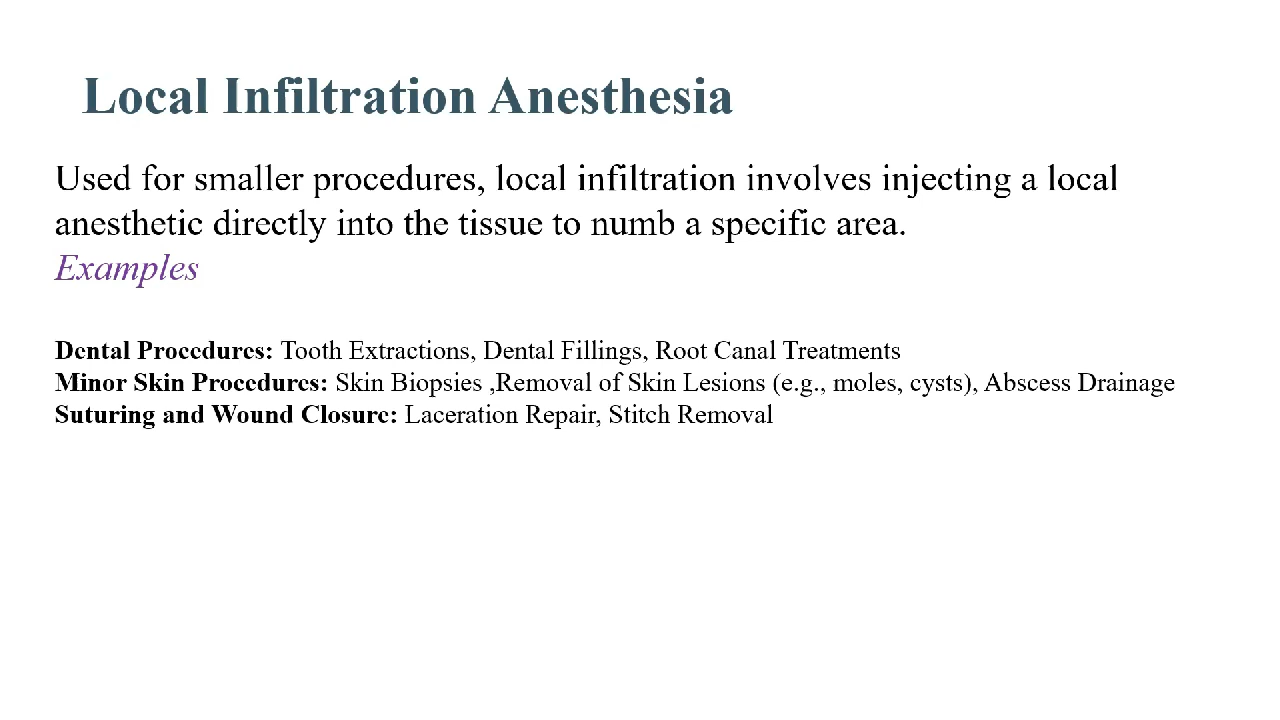 Local Infiltration Anesthesia
Used for smaller procedures, local infiltration involves injecting a local
anesthetic directly into the tissue to numb a specific area.
Examples
Dental Procedures: Tooth Extractions, Dental Fillings, Root Canal Treatments
Minor Skin Procedures: Skin Biopsies ,Removal of Skin Lesions (e.g., moles, cysts), Abscess Drainage
Suturing and Wound Closure: Laceration Repair, Stitch Removal